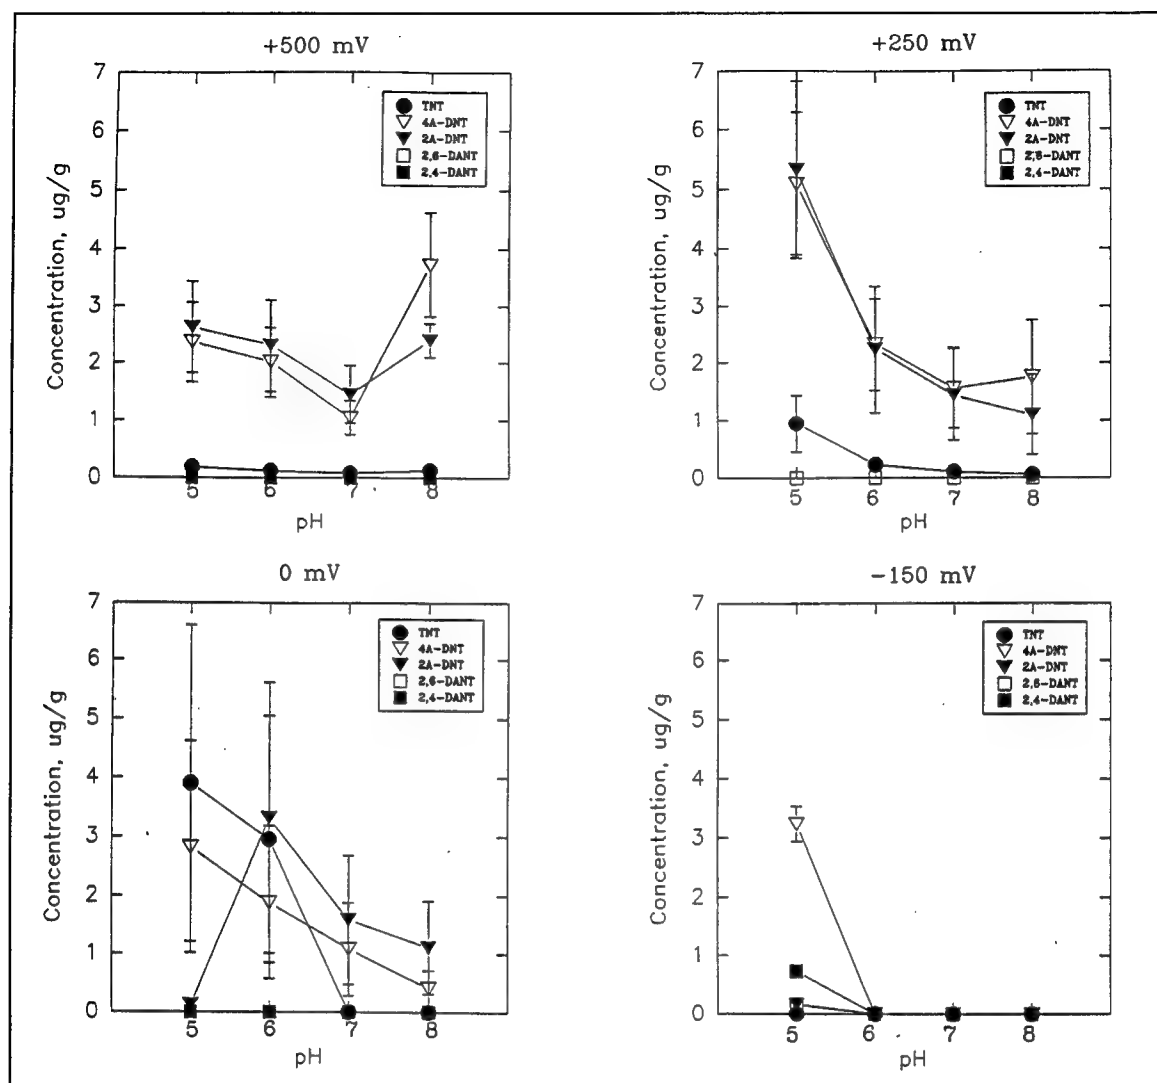 +500 mV
7
6
5
4
3
2
1
0
Concentration, ug/g
TNT
4A-DNT
2A-DNT
2,6-DANT
2,4-DANT
5 6 7 8
pH
+250 mV
7
6
5
4
3
2
1
0
Concentration, ug/g
TNT
4A-DNT
2A-DNT
2,6-DANT
2,4-DANT
5 6 7 8
pH
0 mV
7
6
5
4
3
2
1
0
Concentration, ug/g
TNT
4A-DNT
2A-DNT
2,6-DANT
2,4-DANT
5 6 7 8
pH
-150 mV
7
6
5
4
3
2
1
0
Concentration, ug/g
TNT
4A-DNT
2A-DNT
2,6-DANT
2,4-DANT
5 6 7 8
pH